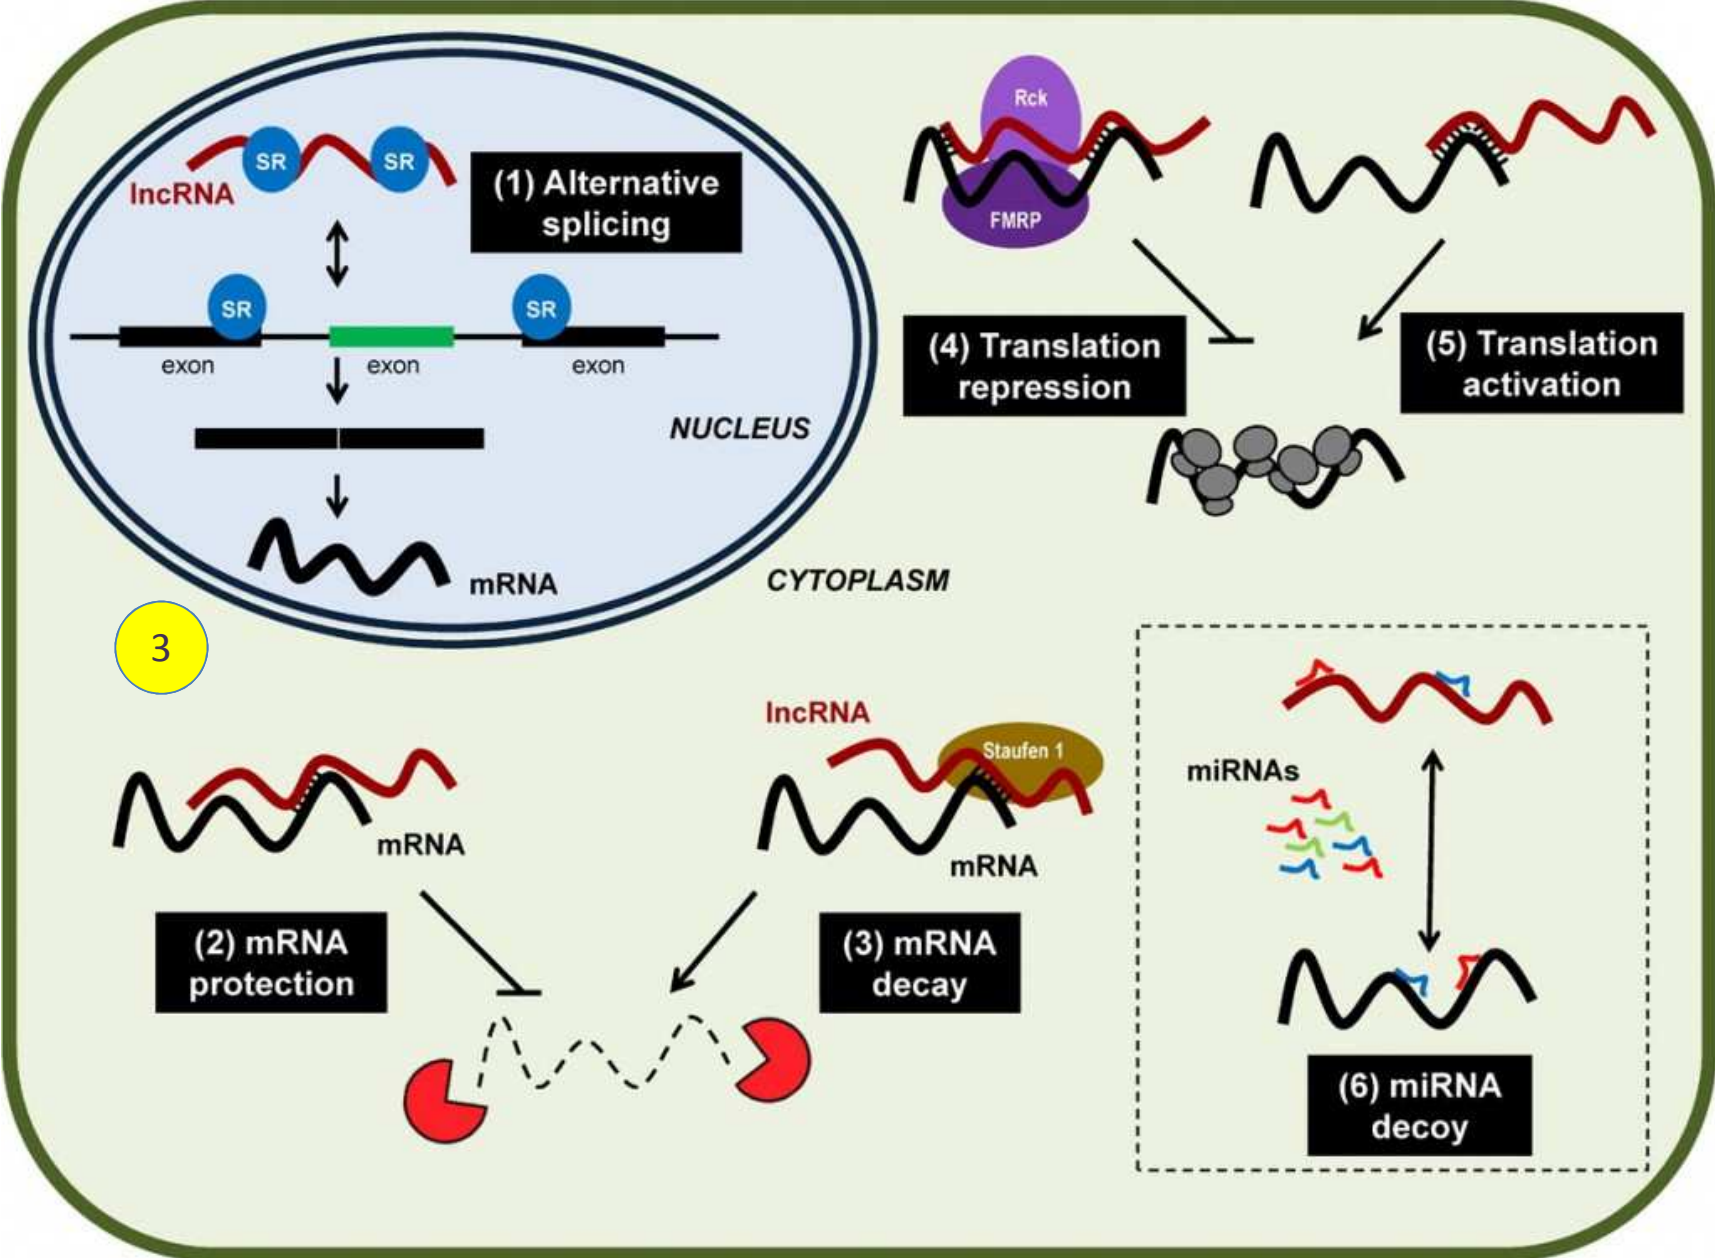 SR
SR
lncRNA
(1) Alternative
splicing
SR
SR
exon
exon
exon
NUCLEUS
mRNA
CYTOPLASM
3
Rck
FMRP
(4) Translation
repression
(5) Translation
activation
mRNA
(2) mRNA
protection
lncRNA
Staufen 1
mRNA
(3) mRNA
decay
miRNAs
(6) miRNA
decoy